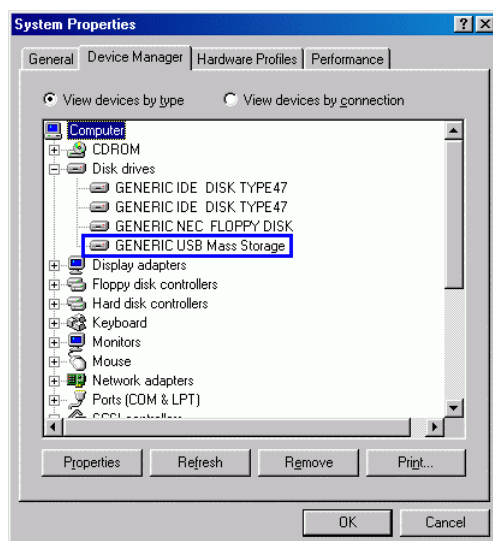 System Properties
General Device Manager Hardware Profiles Performance
View devices by type View devices by connection
Computer
CDROM
Disk drives
GENERIC IDE DISK TYPE47
GENERIC IDE DISK TYPE47
GENERIC NEC FLOPPY DISK
GENERIC USB Mass Storage
Display adapters
Floppy disk controllers
Hard disk controllers
Keyboard
Monitors
Mouse
Network adapters
Ports (COM & LPT)
Properties Refresh Remove Print...
OK Cancel